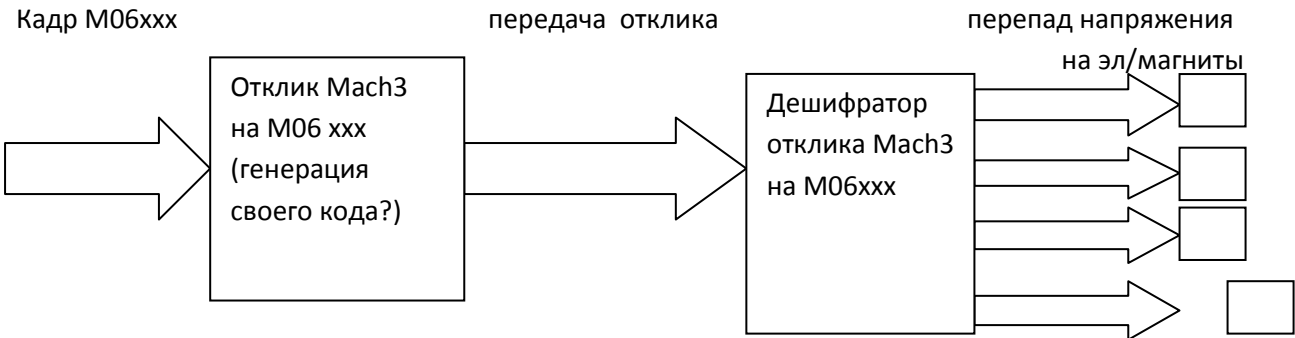 Кадр М06ххх
передача отклика
перепад напряжения
на эл/магниты
Отклик Mach3
на М06 ххх
(генерация
своего кода?)
Дешифратор
отклика Mach3
на М06ххх